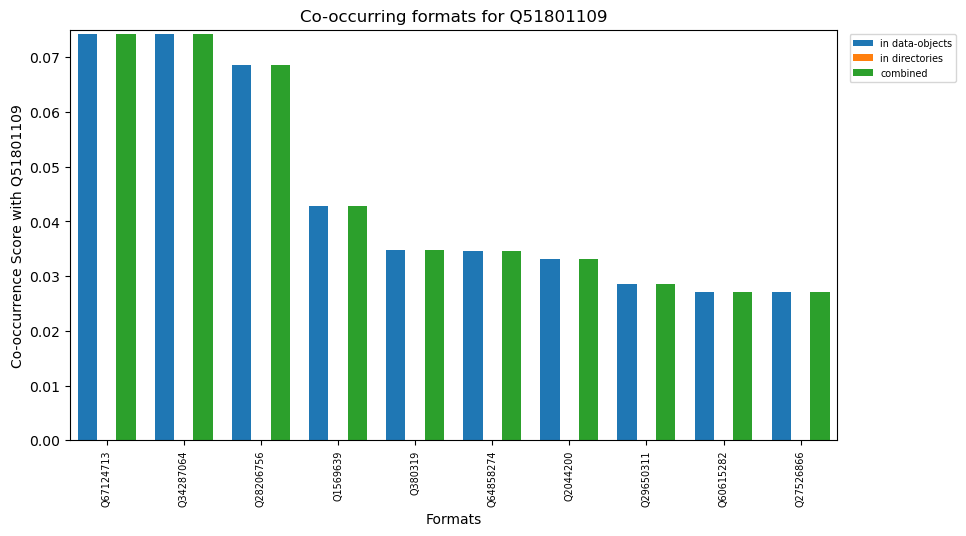 Co-occurring formats for Q51801109
in data-objects
in directories
combined
Co-occurrence Score with Q51801109
0.07
0.06
0.05
0.04
0.03
0.02
0.01
0.00
Q67124713
Q34287064
Q28206756
Q1569639
Q380319
Q64858274
Q2044200
Q29650311
Q60615282
Q27526866
Formats